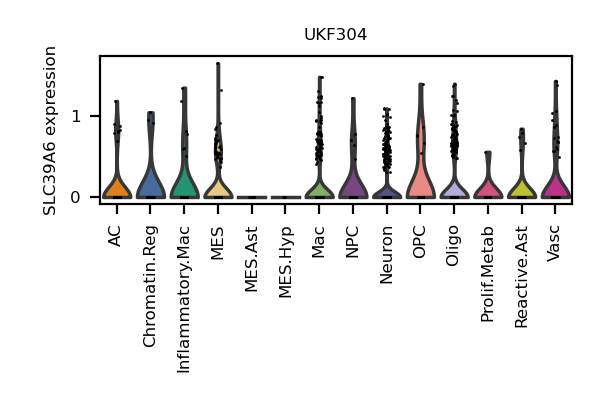 UKF304
SLC39A6 expression
1
0
AC
Chromatin.Reg
Inflammatory.Mac
MES
MES.Ast
MES.Hyp
Mac
NPC
Neuron
OPC
Oligo
Prolif.Metab
Reactive.Ast
Vasc